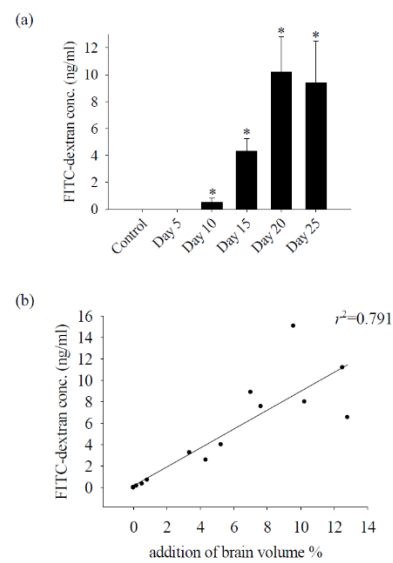 (a)
FITC-dextran conc. (ng/ml)
12
10
8
6
4
2
0
* * * *
Control Day 5 Day 10 Day 15 Day 20 Day 25
(b)
FITC-dextran conc. (ng/ml)
r²=0.791
16
14
12
10
8
6
4
2
0
0 2 4 6 8 10 12 14
addition of brain volume %